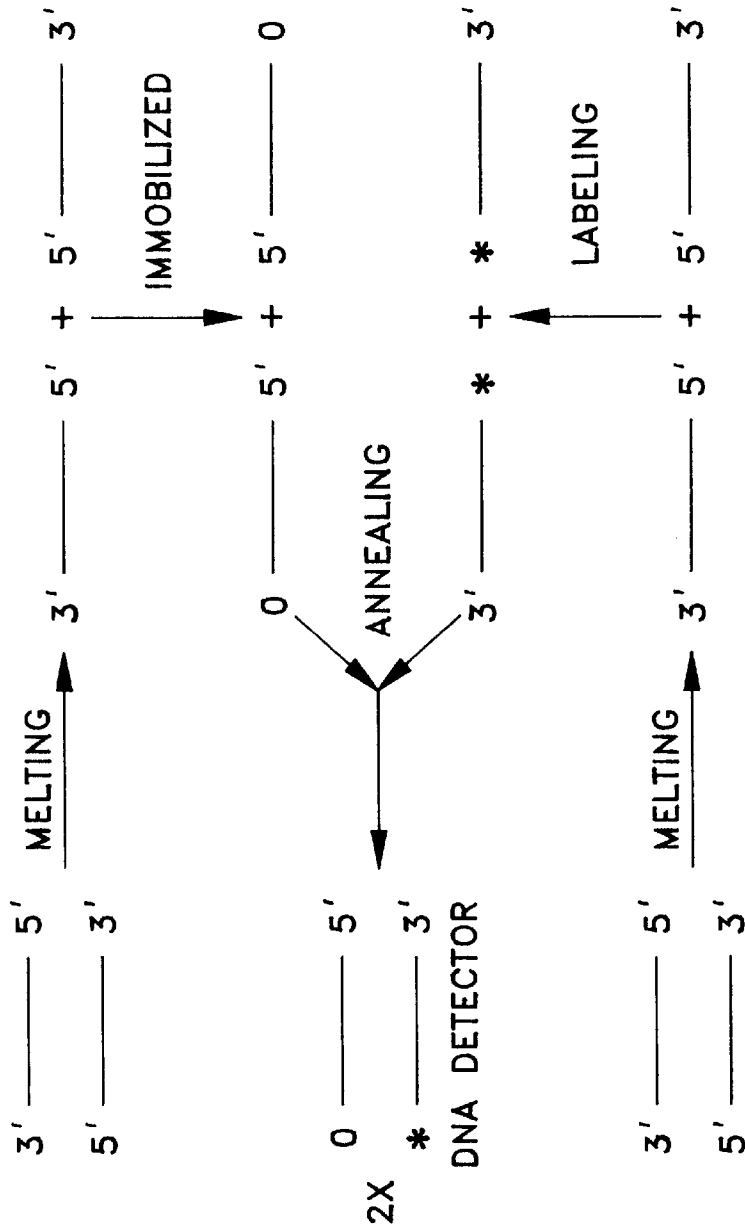 3' 5'
MELTING
3' 5' + 5' 3'
5' 3'
IMMOBILIZED
0 5' + 5' 0
0 5'
2X
ANNEALING
* 3'
DNA DETECTOR
3' * + * 3'
LABELING
3' 5'
MELTING
3' 5' + 5' 3'
5' 3'